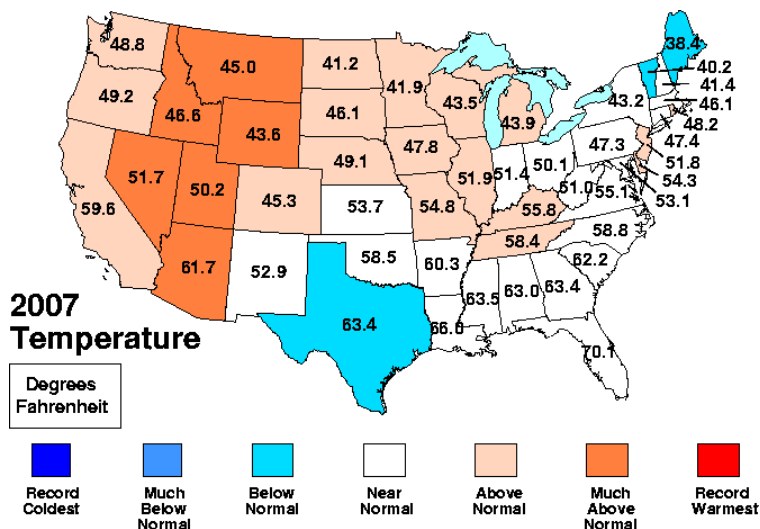 48.8
41.2
38.4
45.0
41.9
40.2
49.2
43.5
41.4
46.6
46.1
43.2
46.1
43.6
43.9
48.2
47.8
47.3
47.4
49.1
50.1
51.8
51.7
50.2
51.9
51.4
51.0
54.3
59.6
45.3
53.7
54.8
55.8
55.1
53.1
61.7
52.9
58.5
58.4
58.8
60.3
62.2
63.5
63.0
63.4
2007
Temperature
63.4
66.0
70.1
Degrees
Fahrenheit
Record
Coldest
Much
Below
Normal
Below
Normal
Near
Normal
Above
Normal
Much
Above
Normal
Record
Warmest